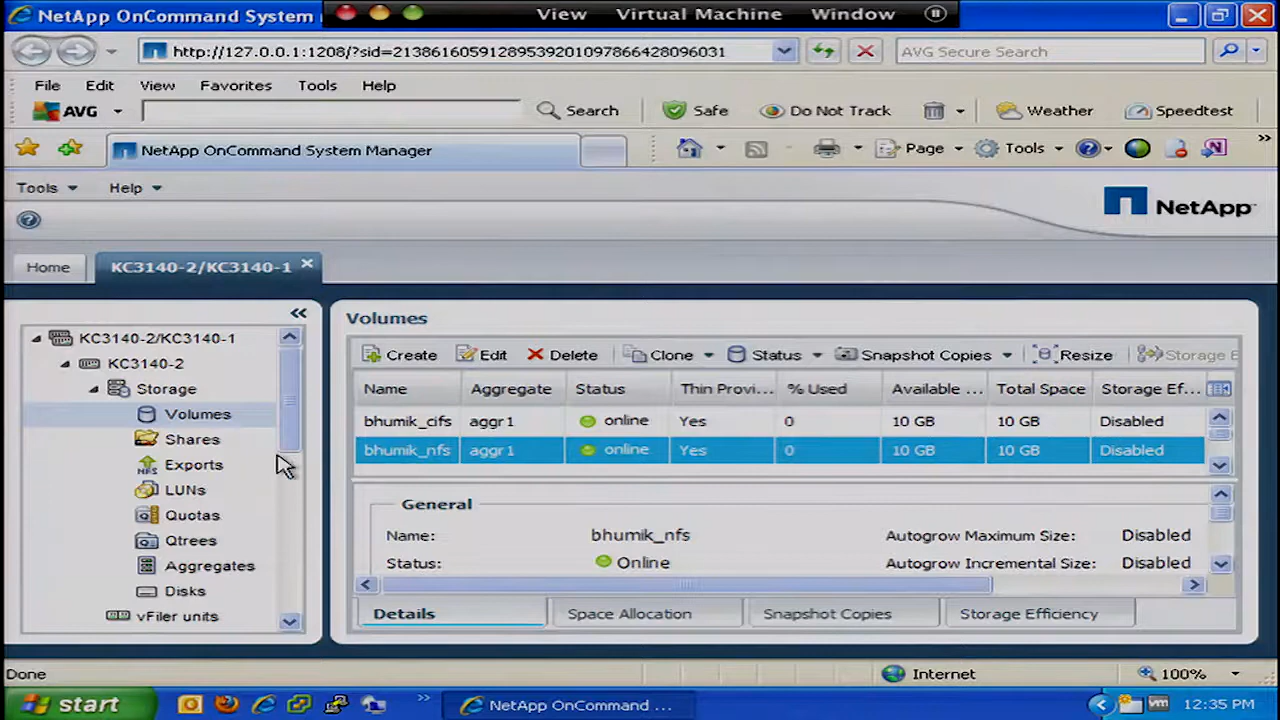 NetApp OnCommand System
View Virtual Machine Window
http://127.0.0.1:1208/?sid=2138616059128953920109786642809603​1
AVG Secure Search
File Edit View Favorites Tools Help
AVG Search Safe Do Not Track Weather Speedtest
NetApp OnCommand System Manager Page Tools
Tools Help
NetApp
Home KC3140-2/KC3140-1
KC3140-2/KC3140-1
KC3140-2
Storage
Volumes
Shares
Exports
LUNs
Quotas
Qtrees
Aggregates
Disks
vFiler units
Volumes
Create Edit Delete Clone Status Snapshot Copies Resize Storage E
Name Aggregate Status Thin Provi... % Used Available ... Total Space Storage Ef...
bhumik_cifs aggr1 online Yes 0 10 GB 10 GB Disabled
bhumik_nfs aggr1 online Yes 0 10 GB 10 GB Disabled
General
Name: bhumik_nfs Autogrow Maximum Size: Disabled
Status: Online Autogrow Incremental Size: Disabled
Details Space Allocation Snapshot Copies Storage Efficiency
Done Internet 100%
start NetApp OnCommand ... 12:35 PM